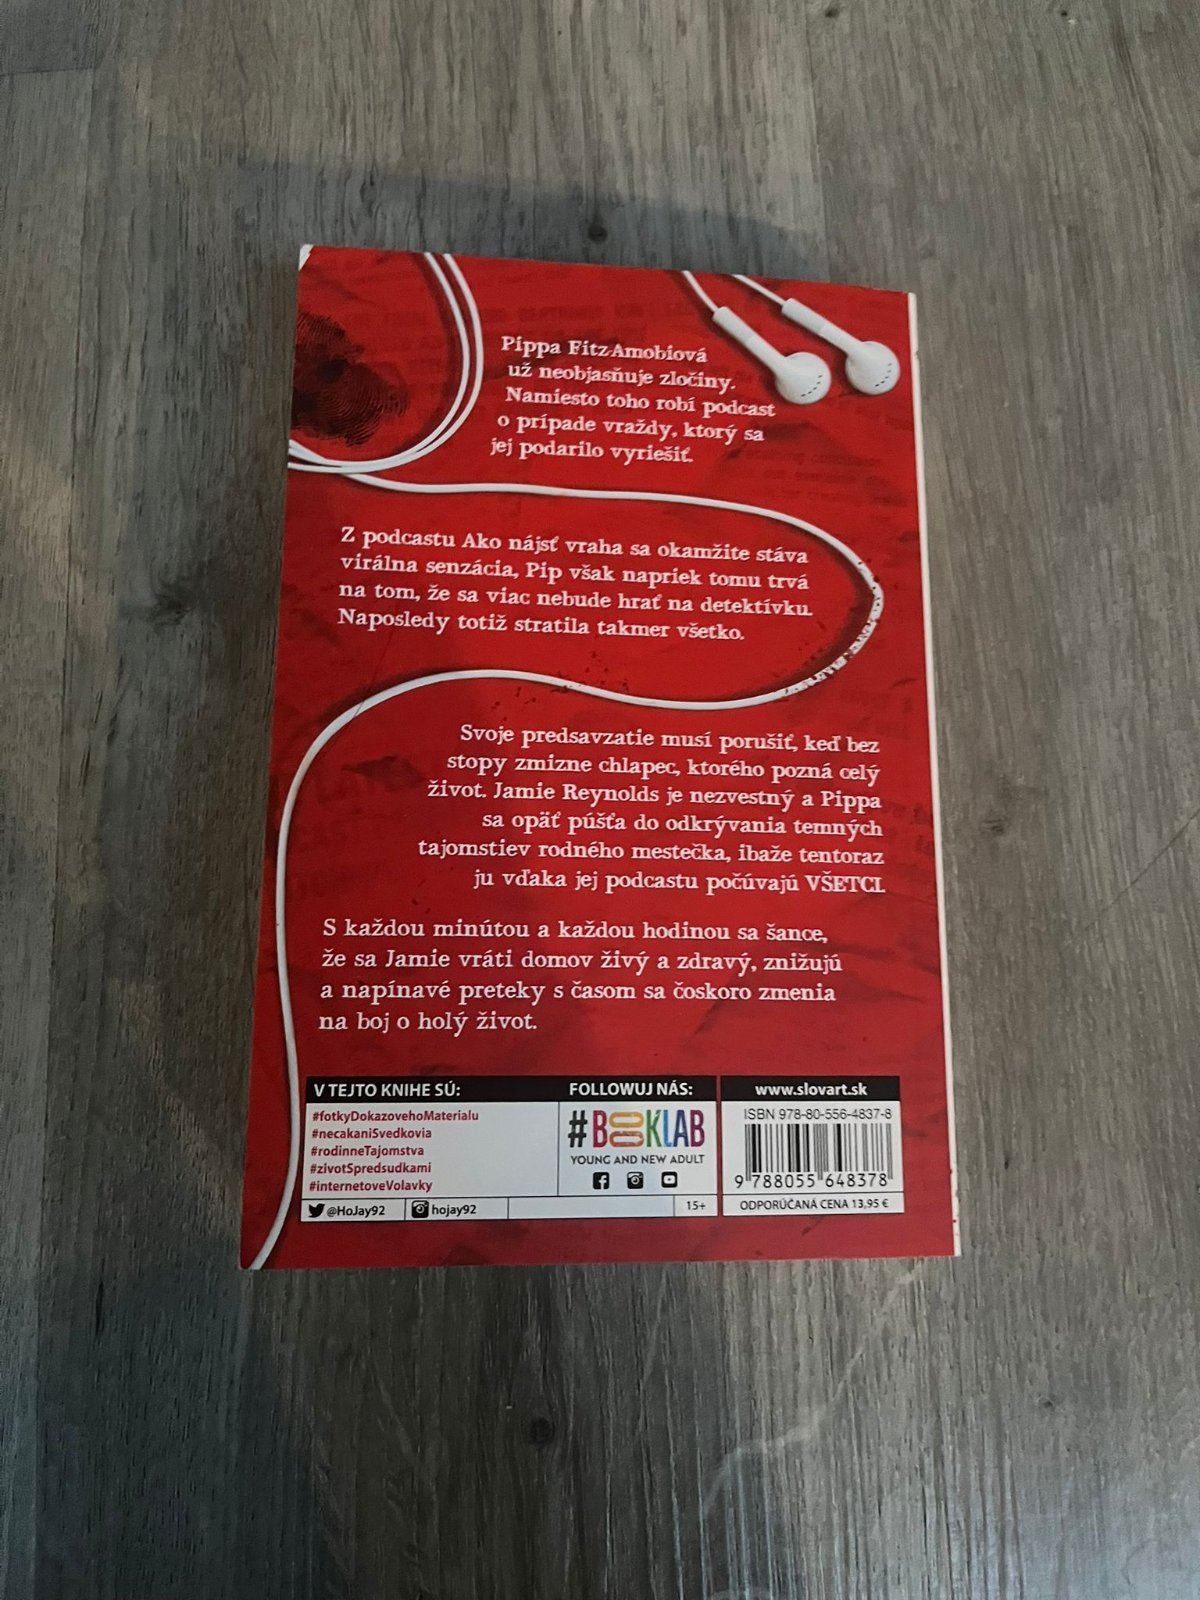 Pippa Fitz-Amobiová
už neobjasňuje zločiny.
Namiesto toho robí podcast
o prípade vraždy, ktorý sa
jej podarilo vyriešiť.
Z podcastu Ako nájsť vraha sa okamžite stáva
virálna senzácia, Pip však napriek tomu trvá
na tom, že sa viac nebude hrať na detektívku.
Naposledy totiž stratila takmer všetko.
Svoje predsavzatie musí porušiť, keď bez
stopy zmizne chlapec, ktorého pozná celý
život. Jamie Reynolds je nezvestný a Pippa
sa opäť púšťa do odkrývania temných
tajomstiev rodného mestečka, ibaže tentoraz
ju vďaka jej podcastu počúvajú VŠETCI.
S každou minútou a každou hodinou sa šance,
že sa Jamie vráti domov živý a zdravý, znižujú
a napínavé preteky s časom sa čoskoro zmenia
na boj o holý život.
V TEJTO KNIHE SÚ:
#fotkyDokazovehoMaterialu
#necakaniSvedkovia
#rodinneTajomstva
#zivotSpredsudkami
#internetoveVolavky
@HoJay92
hojay92
FOLLOWUJ NÁS:
#BOOKLAB
YOUNG AND NEW ADULT
15+
www.slovart.sk
ISBN 978-80-556-4837-8
9 788055 648378
ODPORÚČANÁ CENA 13,95 €